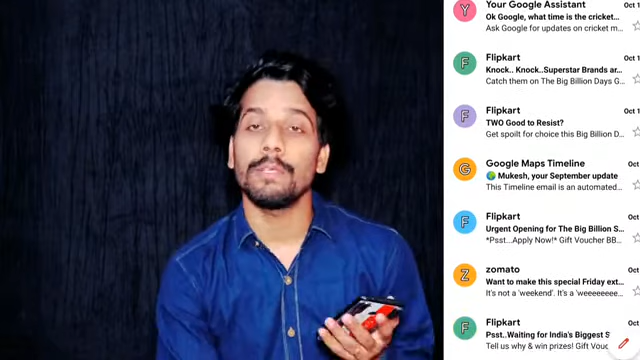 Y
Your Google Assistant
Oct 1
Ok Google, what time is the cricket...
Ask Google for updates on cricket m...
F
Flipkart
Oct 1
Knock.. Knock..Superstar Brands ar...
Catch them on The Big Billion Days G...
F
Flipkart
Oct 1
TWO Good to Resist?
Get spoilt for choice this Big Billion D...
G
Google Maps Timeline
Oct
Mukesh, your September update
This Timeline email is an automated...
F
Flipkart
Oct
Urgent Opening for The Big Billion S...
*Psst...Apply Now!* Gift Voucher BB...
Z
zomato
Oct
Want to make this special Friday ext...
It's not a 'weekend'. It's a 'weeeeeee...
F
Flipkart
Oct
Psst..Waiting for India's Biggest S
Tell us why & win prizes! Gift Vouc